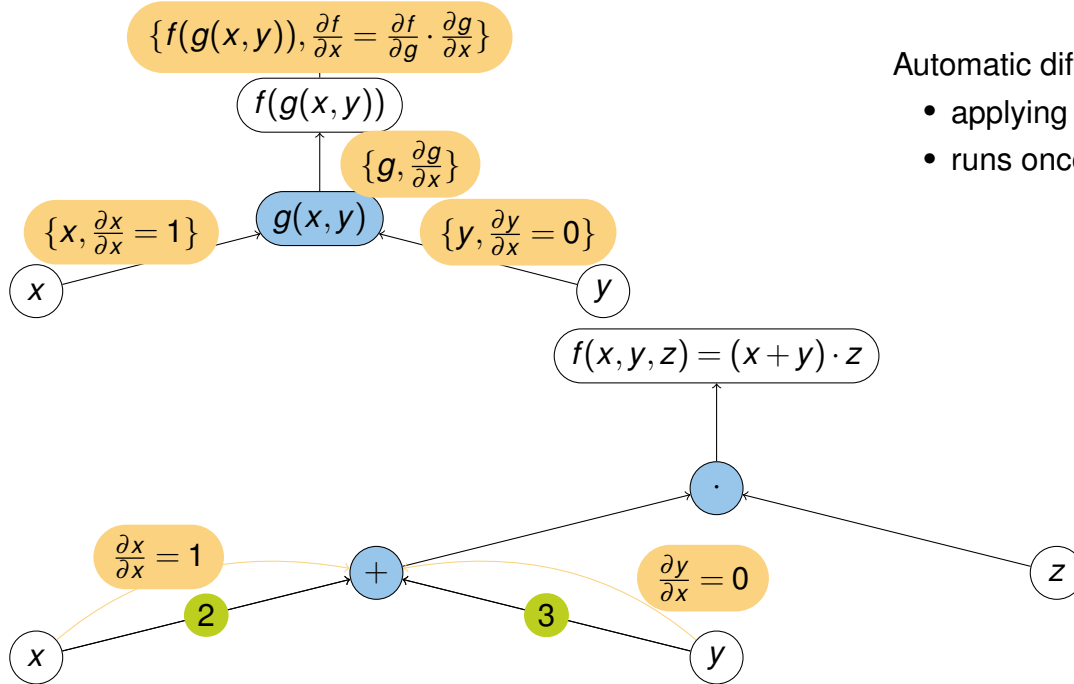 {f(g(x, y)), ∂f/∂x = ∂f/∂g · ∂g/∂x}
f(g(x, y))
{g, ∂g/∂x}
g(x, y)
{x, ∂x/∂x = 1}
{y, ∂y/∂x = 0}
x
y
Automatic dif
• applying
• runs once
f(x, y, z) = (x + y) · z
·
∂x/∂x = 1
+
∂y/∂x = 0
z
2
3
x
y